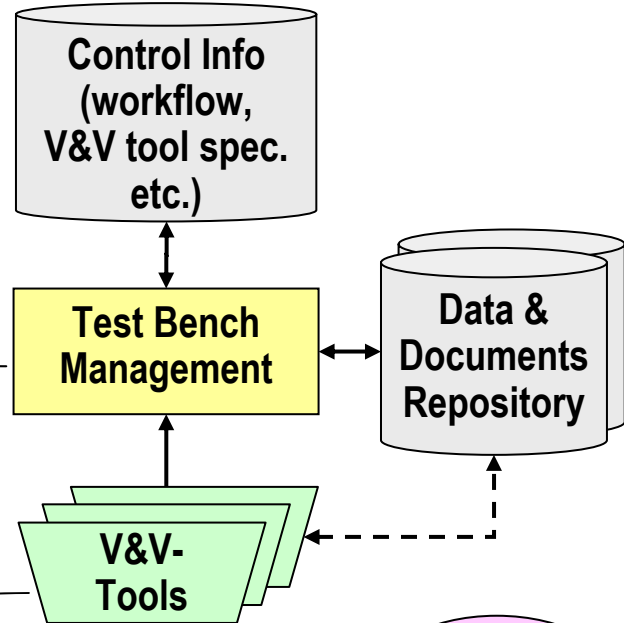 Control Info
(workflow,
V&V tool spec.
etc.)
Test Bench
Management
Data &
Documents
Repository
V&V-
Tools